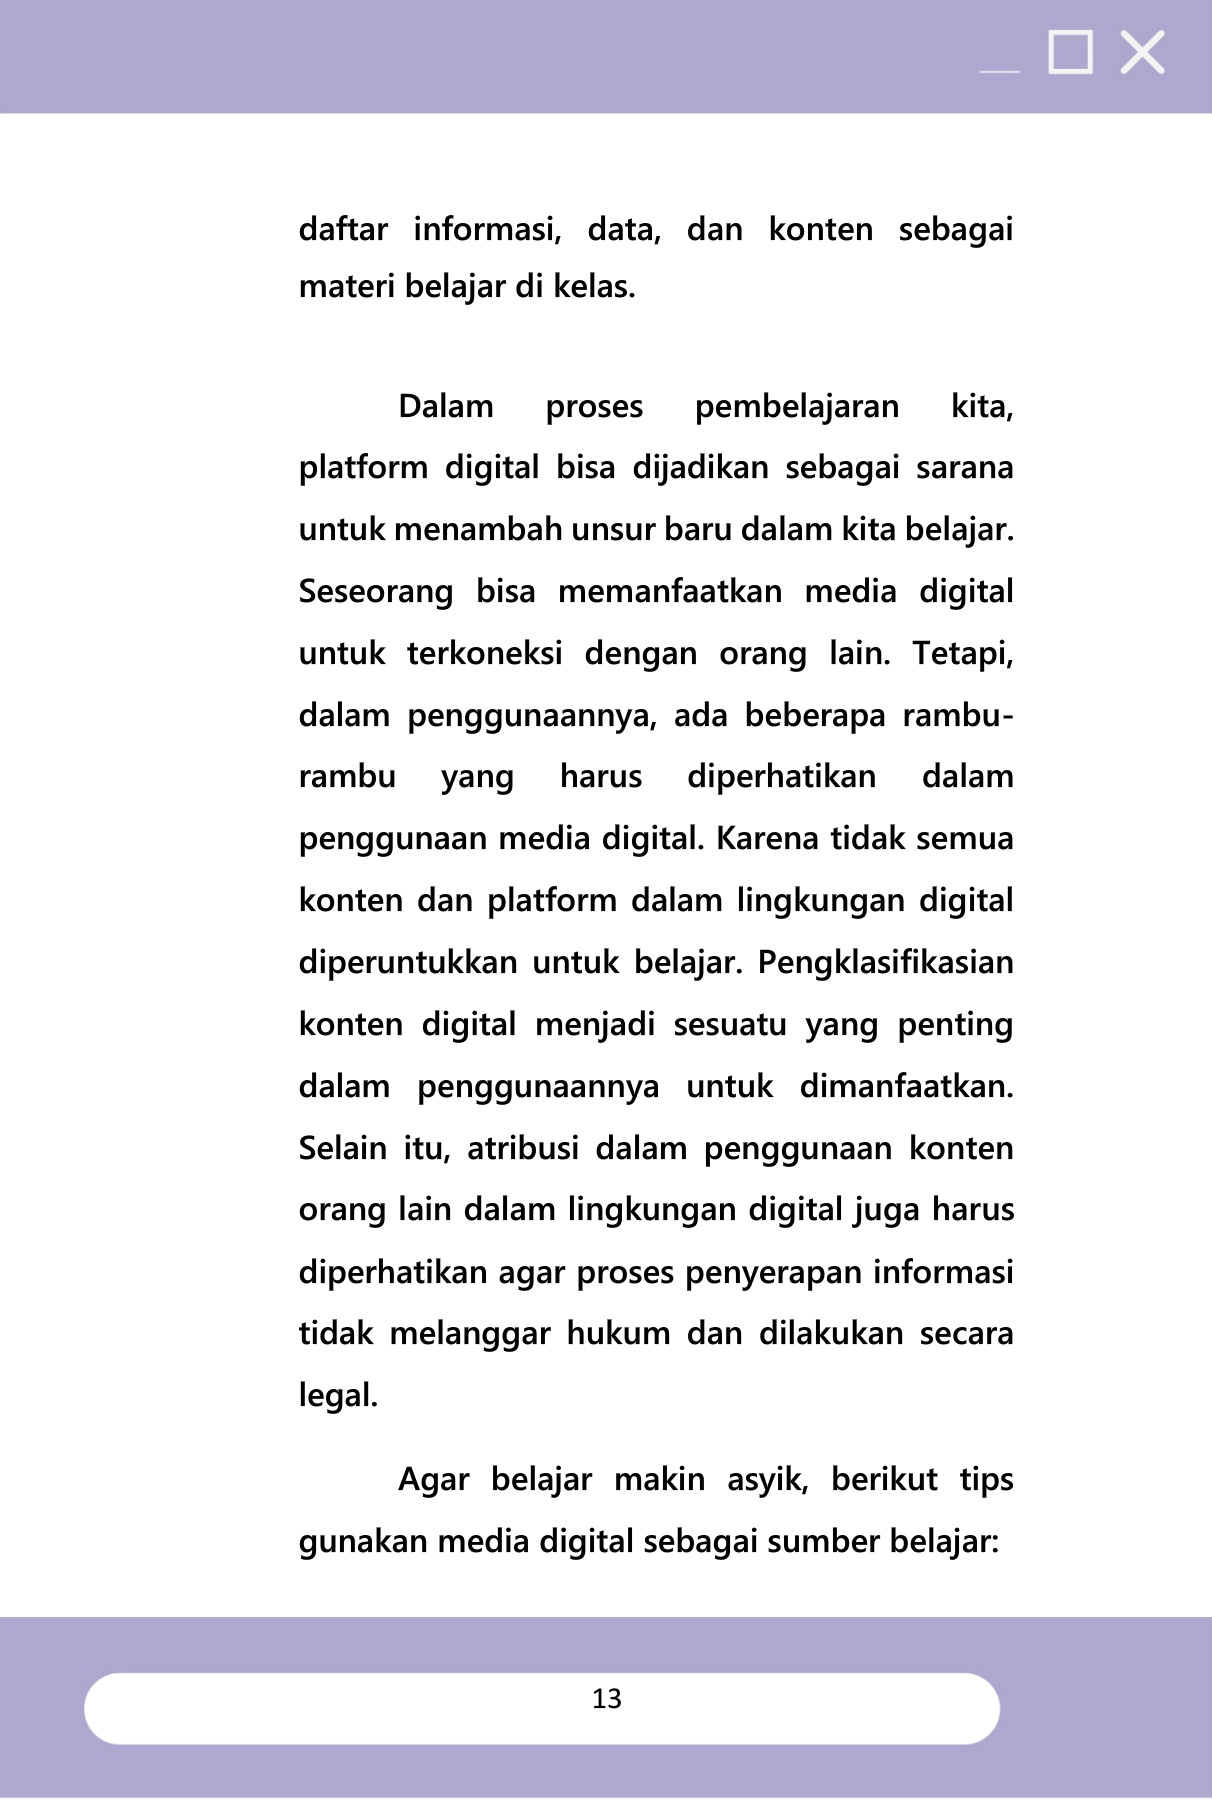 daftar informasi, data, dan konten sebagai
materi belajar di kelas.
Dalam proses pembelajaran kita,
platform digital bisa dijadikan sebagai sarana
untuk menambah unsur baru dalam kita belajar.
Seseorang bisa memanfaatkan media digital
untuk terkoneksi dengan orang lain. Tetapi,
dalam penggunaannya, ada beberapa rambu-
rambu yang harus diperhatikan dalam
penggunaan media digital. Karena tidak semua
konten dan platform dalam lingkungan digital
diperuntukkan untuk belajar. Pengklasifikasian
konten digital menjadi sesuatu yang penting
dalam penggunaannya untuk dimanfaatkan.
Selain itu, atribusi dalam penggunaan konten
orang lain dalam lingkungan digital juga harus
diperhatikan agar proses penyerapan informasi
tidak melanggar hukum dan dilakukan secara
legal.
Agar belajar makin asyik, berikut tips
gunakan media digital sebagai sumber belajar:
13